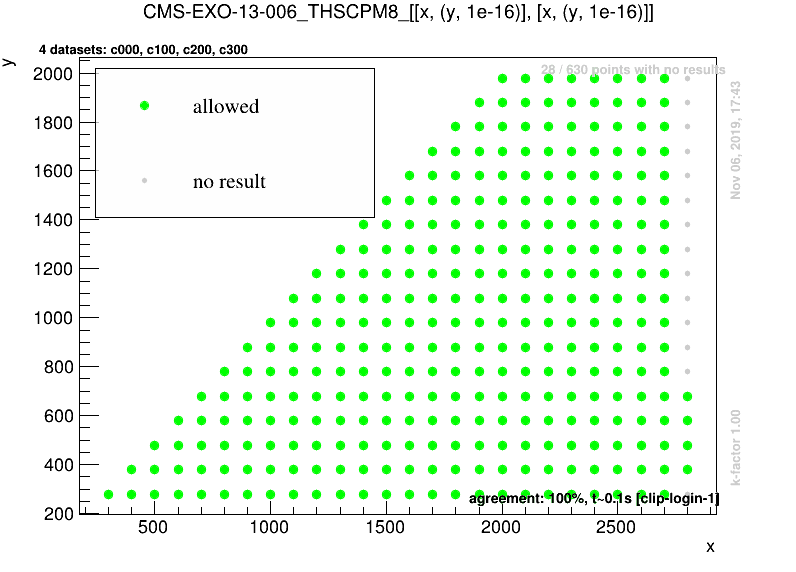 CMS-EXO-13-006_THSCPM8_[[x, (y, 1e-16)], [x, (y, 1e-16)]]
4 datasets: c000, c100, c200, c300
y
28 / 630 points with no results
2000
1800
1600
1400
1200
1000
800
600
400
200
allowed
no result
Nov 06, 2019, 17:43
k-factor 1.00
agreement: 100%, t~0.1s [clip-login-1]
500 1000 1500 2000 2500
x